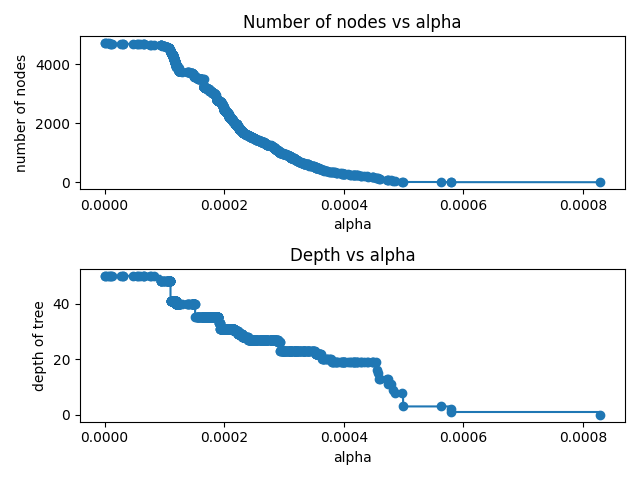 Number of nodes vs alpha
number of nodes
4000
2000
0
0.0000 0.0002 0.0004 0.0006 0.0008
alpha
Depth vs alpha
depth of tree
40
20
0
0.0000 0.0002 0.0004 0.0006 0.0008
alpha